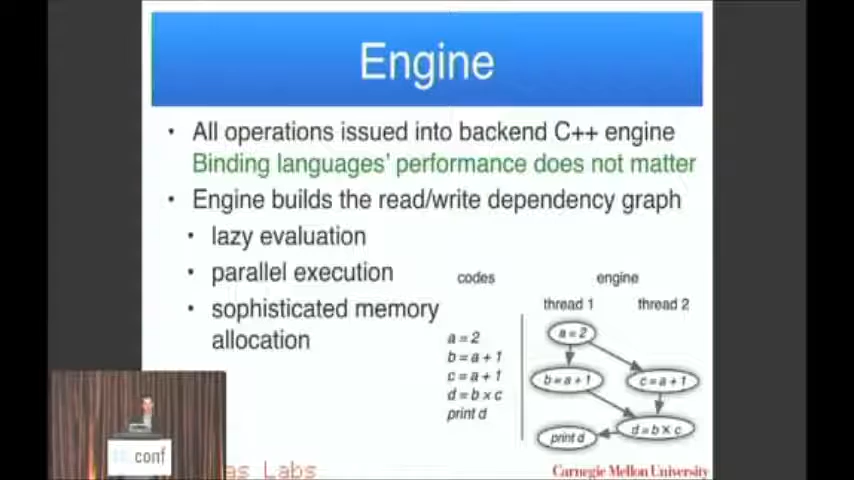 Engine
• All operations issued into backend C++ engine
Binding languages' performance does not matter
• Engine builds the read/write dependency graph
• lazy evaluation
• parallel execution
• sophisticated memory
allocation
codes
engine
thread 1
thread 2
a = 2
b = a + 1
c = a + 1
d = b × c
print d
a = 2
b = a + 1
c = a + 1
d = b × c
print d
conf
Labs
Carnegie Mellon University